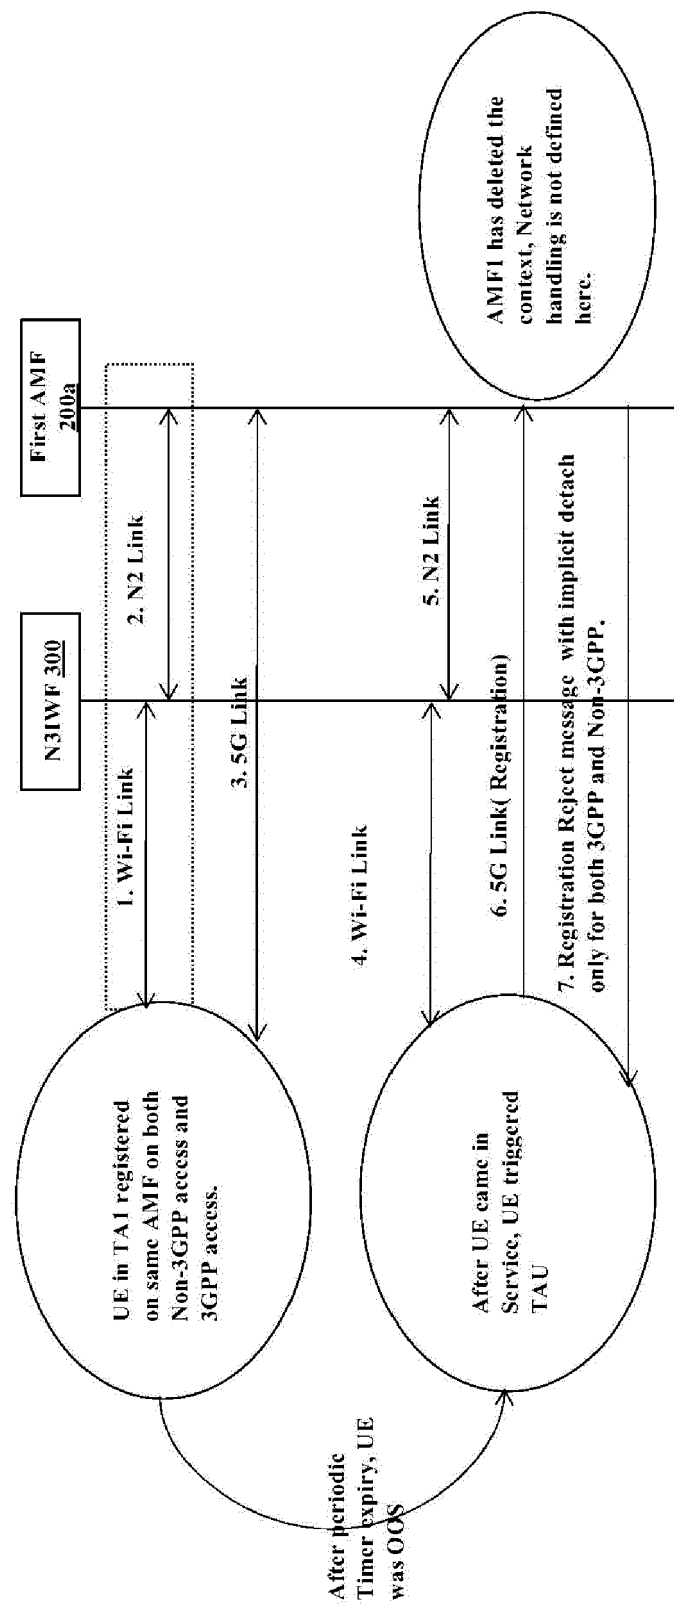 First AMF
200a
N3IWF 300
1. Wi-Fi Link
2. N2 Link
3. 5G Link
UE in TA1 registered
on same AMF on both
Non-3GPP access and
3GPP access.
After periodic
Timer expiry, UE
was OOS
4. Wi-Fi Link
5. N2 Link
6. 5G Link( Registration)
7. Registration Reject message with implicit detach
only for both 3GPP and Non-3GPP.
After UE came in
Service, UE triggered
TAU
AMF1 has deleted the
context, Network
handling is not defined
here.